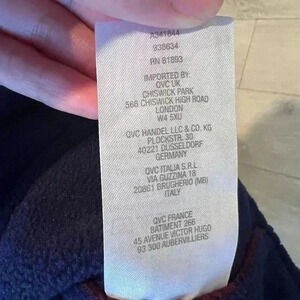 A341844
938634
RN 81893
IMPORTED BY:
QVC UK
CHISWICK PARK
566 CHISWICK HIGH ROAD
LONDON
W4 5XU
QVC HANDEL LLC & CO. KG
PLOCKSTR. 30
40221 DUSSELDORF
GERMANY
QVC ITALIA S.R.L
VIA GUZZINA 18
20861 BRUGHERIO (MB)
ITALY
QVC FRANCE
BATIMENT 266
45 AVENUE VICTOR HUGO
93 300 AUBERVILLIERS